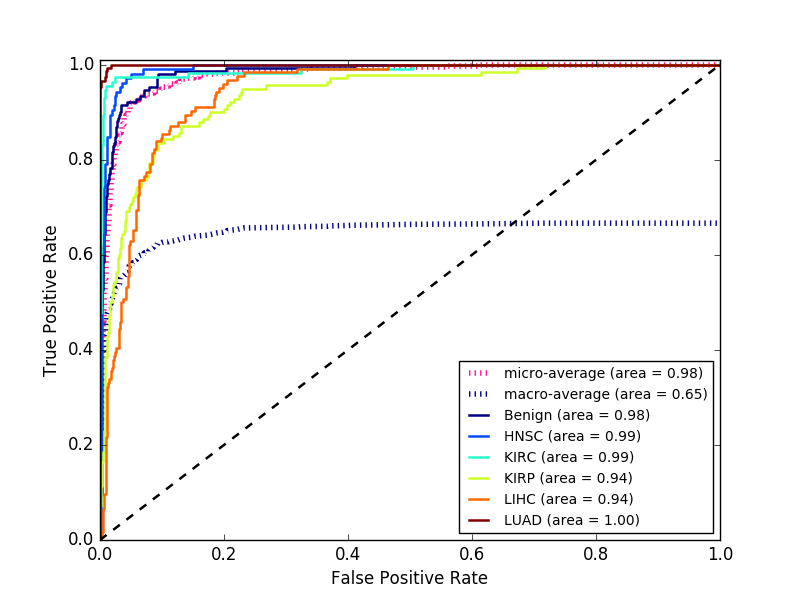 1.0
0.8
0.6
0.4
0.2
0.0
0.0 0.2 0.4 0.6 0.8 1.0
True Positive Rate
False Positive Rate
micro-average (area = 0.98)
macro-average (area = 0.65)
Benign (area = 0.98)
HNSC (area = 0.99)
KIRC (area = 0.99)
KIRP (area = 0.94)
LIHC (area = 0.94)
LUAD (area = 1.00)